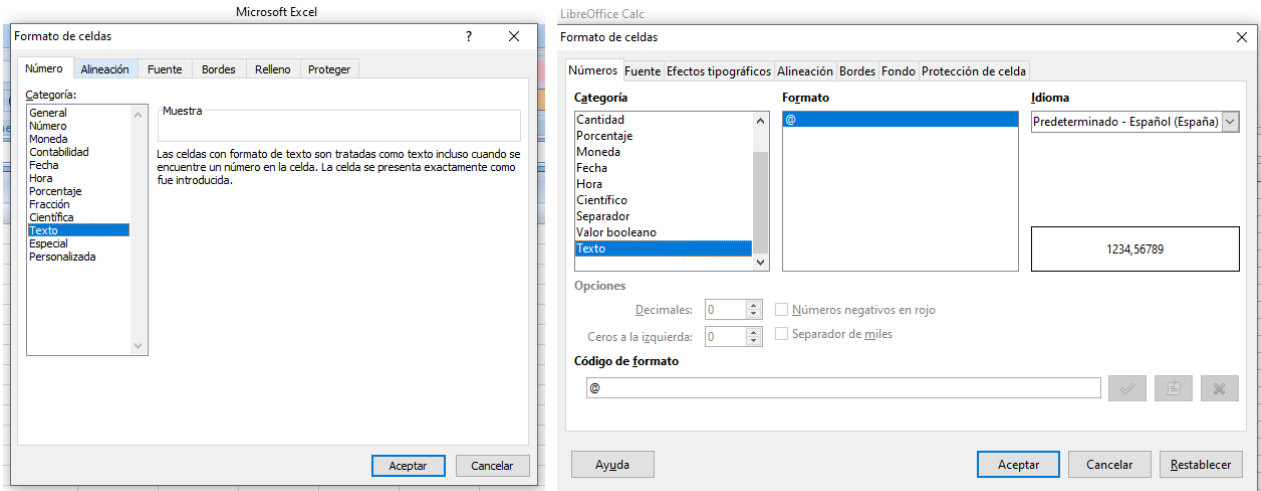 Microsoft Excel
Formato de celdas
?
Número Alineación Fuente Bordes Relleno Proteger
Categoría:
General
Número
Moneda
Contabilidad
Fecha
Hora
Porcentaje
Fracción
Científica
Texto
Especial
Personalizada
Muestra
Las celdas con formato de texto son tratadas como texto incluso cuando se
encuentre un número en la celda. La celda se presenta exactamente como
fue introducida.
Aceptar Cancelar
LibreOffice Calc
Formato de celdas
Números Fuente Efectos tipográficos Alineación Bordes Fondo Protección de celda
Categoría
Cantidad
Porcentaje
Moneda
Fecha
Hora
Científico
Separador
Valor booleano
Texto
Formato
@
Idioma
Predeterminado - Español (España)
1234,56789
Opciones
Decimales: 0 Números negativos en rojo
Ceros a la izquierda: 0 Separador de miles
Código de formato
@
Ayuda Aceptar Cancelar Restablecer